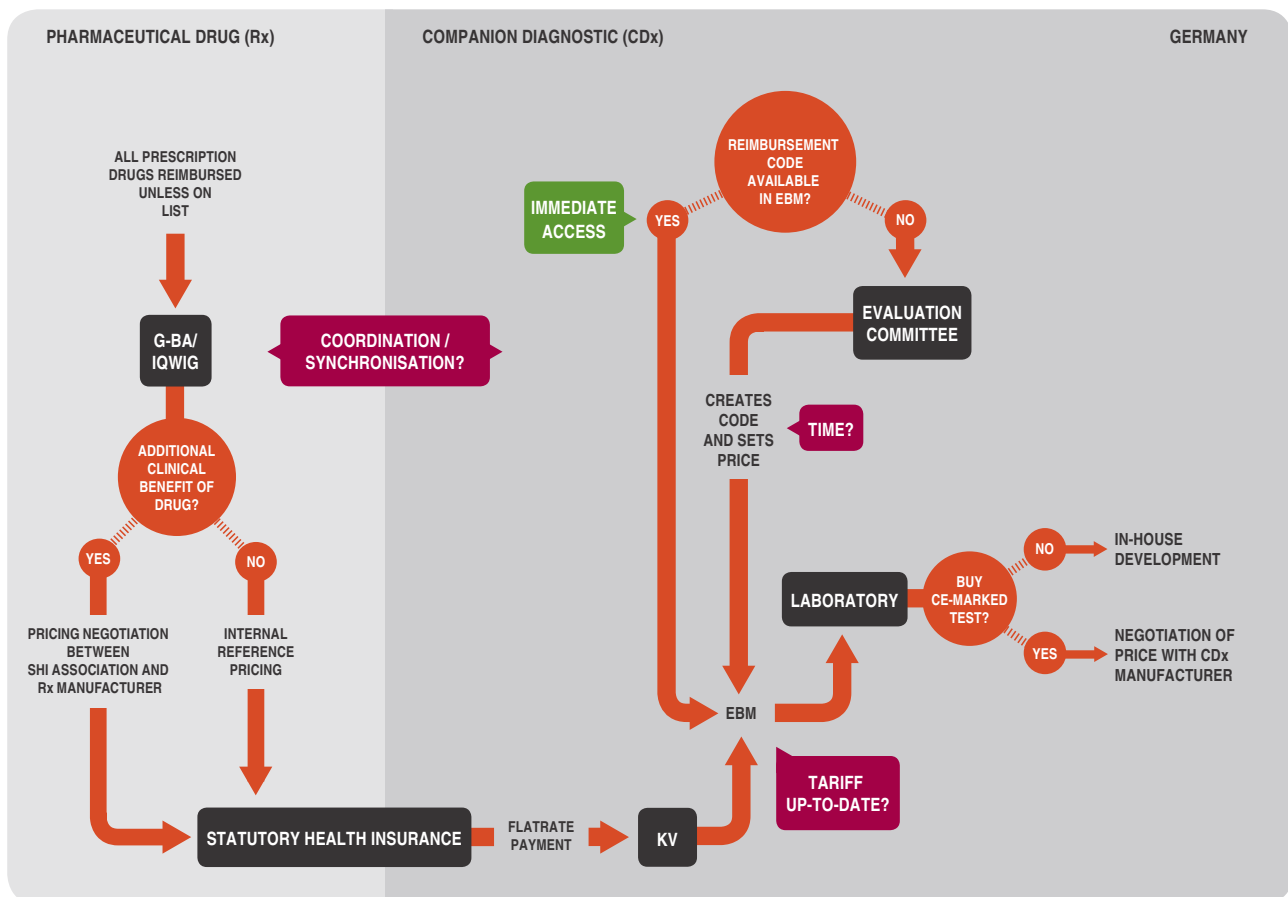 PHARMACEUTICAL DRUG (Rx)
COMPANION DIAGNOSTIC (CDx)
GERMANY
ALL PRESCRIPTION
DRUGS REIMBURSED
UNLESS ON
LIST
G-BA/
IQWIG
COORDINATION /
SYNCHRONISATION?
ADDITIONAL
CLINICAL
BENEFIT OF
DRUG?
YES
NO
PRICING NEGOTIATION
BETWEEN
SHI ASSOCIATION AND
Rx MANUFACTURER
INTERNAL
REFERENCE
PRICING
STATUTORY HEALTH INSURANCE
FLATRATE
PAYMENT
KV
REIMBURSEMENT
CODE
AVAILABLE
IN EBM?
IMMEDIATE
ACCESS
YES
NO
EVALUATION
COMMITTEE
CREATES
CODE
AND SETS
PRICE
TIME?
EBM
TARIFF
UP-TO-DATE?
LABORATORY
BUY
CE-MARKED
TEST?
NO
IN-HOUSE
DEVELOPMENT
YES
NEGOTIATION OF
PRICE WITH CDx
MANUFACTURER